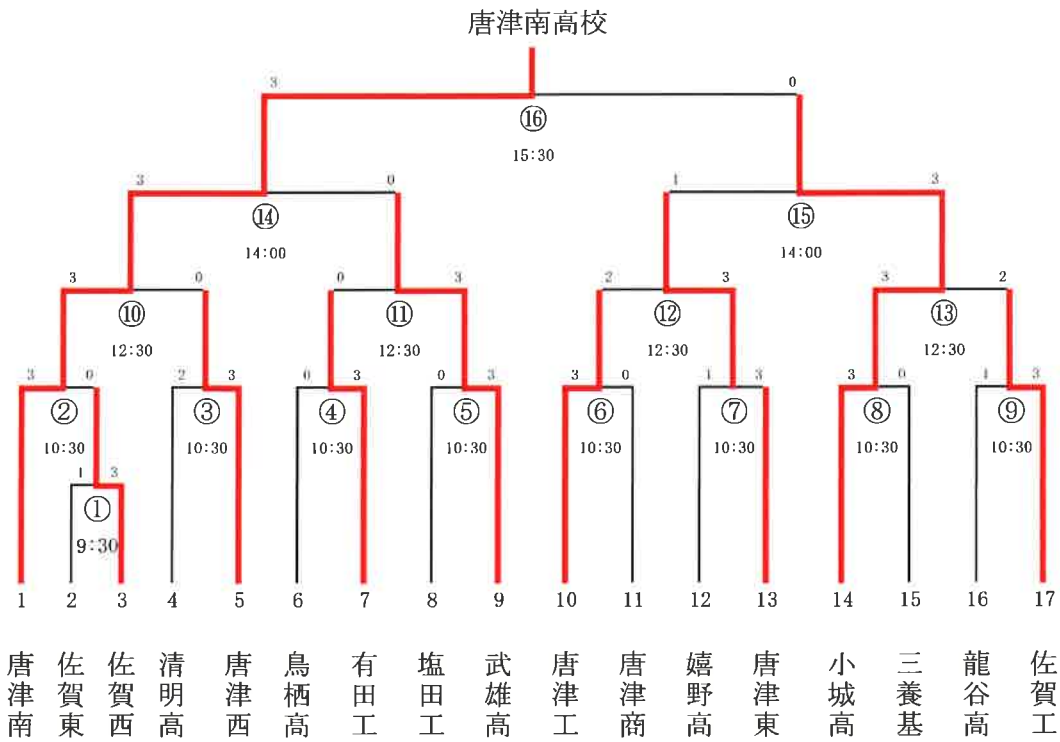 唐津南高校
3 0
⑯
15:30
3 0 1 3
⑭ ⑮
14:00 14:00
3 0 0 3 2 3 3 2
⑩ ⑪ ⑫ ⑬
12:30 12:30 12:30 12:30
3 0 2 3 0 3 0 3 3 0 1 3 3 0 1 3
② ③ ④ ⑤ ⑥ ⑦ ⑧ ⑨
10:30 10:30 10:30 10:30 10:30 10:30 10:30 10:30
1 3
①
9:30
1 2 3 4 5 6 7 8 9 10 11 12 13 14 15 16 17
唐津南
佐賀東
佐賀西
清明高
唐津西
鳥栖高
有田工
塩田工
武雄高
唐津工
唐津商
嬉野高
唐津東
小城高
三養基
龍谷高
佐賀工